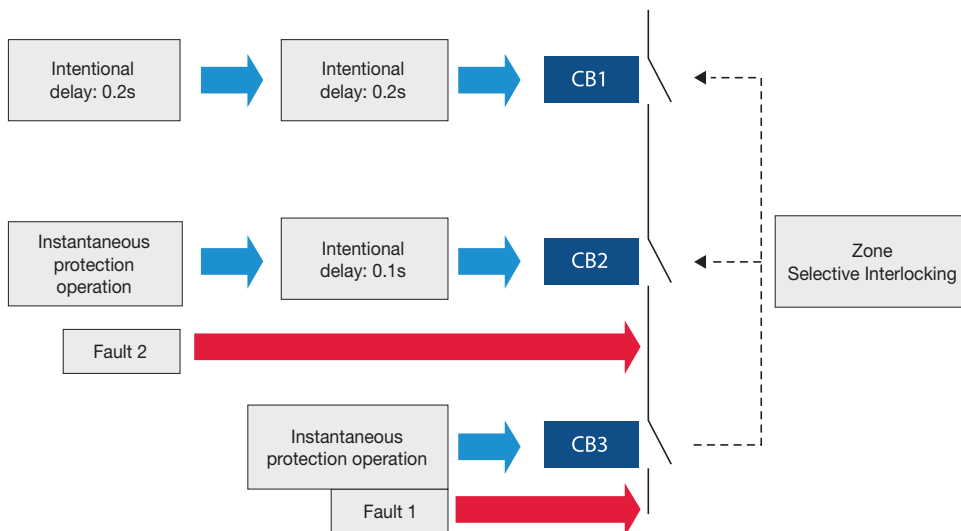 Intentional
delay: 0.2s
Intentional
delay: 0.2s
CB1
Instantaneous
protection
operation
Intentional
delay: 0.1s
CB2
Zone
Selective Interlocking
Fault 2
Instantaneous
protection operation
CB3
Fault 1